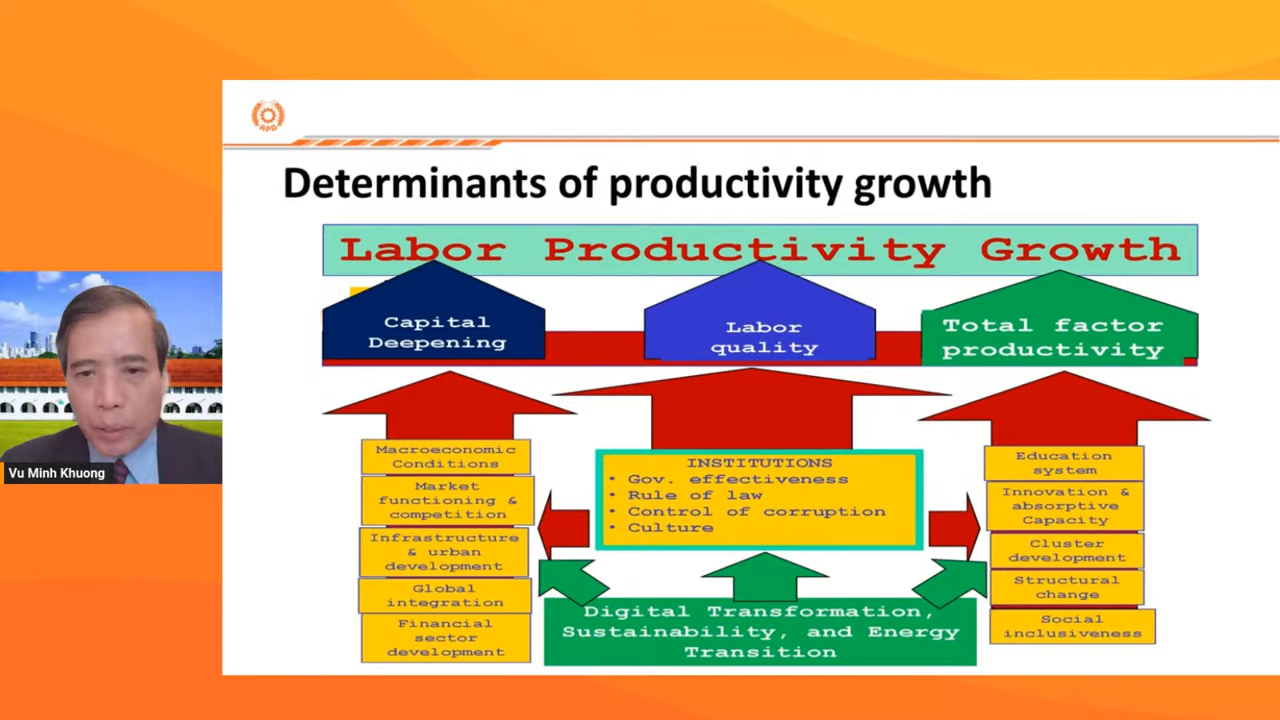 APO
Determinants of productivity growth
Labor Productivity Growth
Capital
Deepening
Labor
quality
Total factor
productivity
Macroeconomic
Conditions
Market
functioning &
competition
Infrastructure
& urban
development
Global
integration
Financial
sector
development
INSTITUTIONS
• Gov. effectiveness
• Rule of law
• Control of corruption
• Culture
Education
system
Innovation &
absorptive
Capacity
Cluster
development
Structural
change
Social
inclusiveness
Digital Transformation,
Sustainability, and Energy
Transition
Vu Minh Khuong